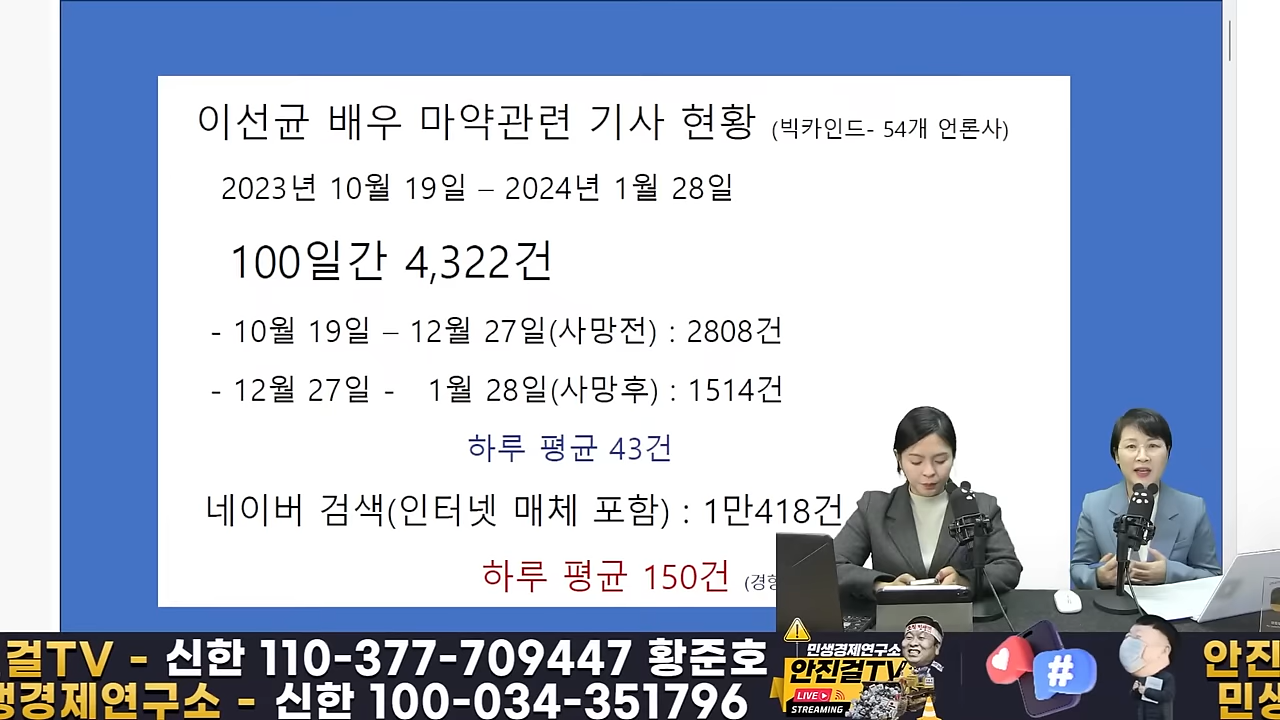 이선균 배우 마약관련 기사 현황 (빅카인드- 54개 언론사)
2023년 10월 19일 – 2024년 1월 28일
100일간 4,322건
- 10월 19일 – 12월 27일(사망전) : 2808건
- 12월 27일 - 1월 28일(사망후) : 1514건
하루 평균 43건
네이버 검색(인터넷 매체 포함) : 1만418건
하루 평균 150건 (경향
걸TV - 신한 110-377-709447 황준호
생경제연구소 - 신한 100-034-351796
민생경제연구소
안진걸TV
LIVE
STREAMING
#
안진
민생